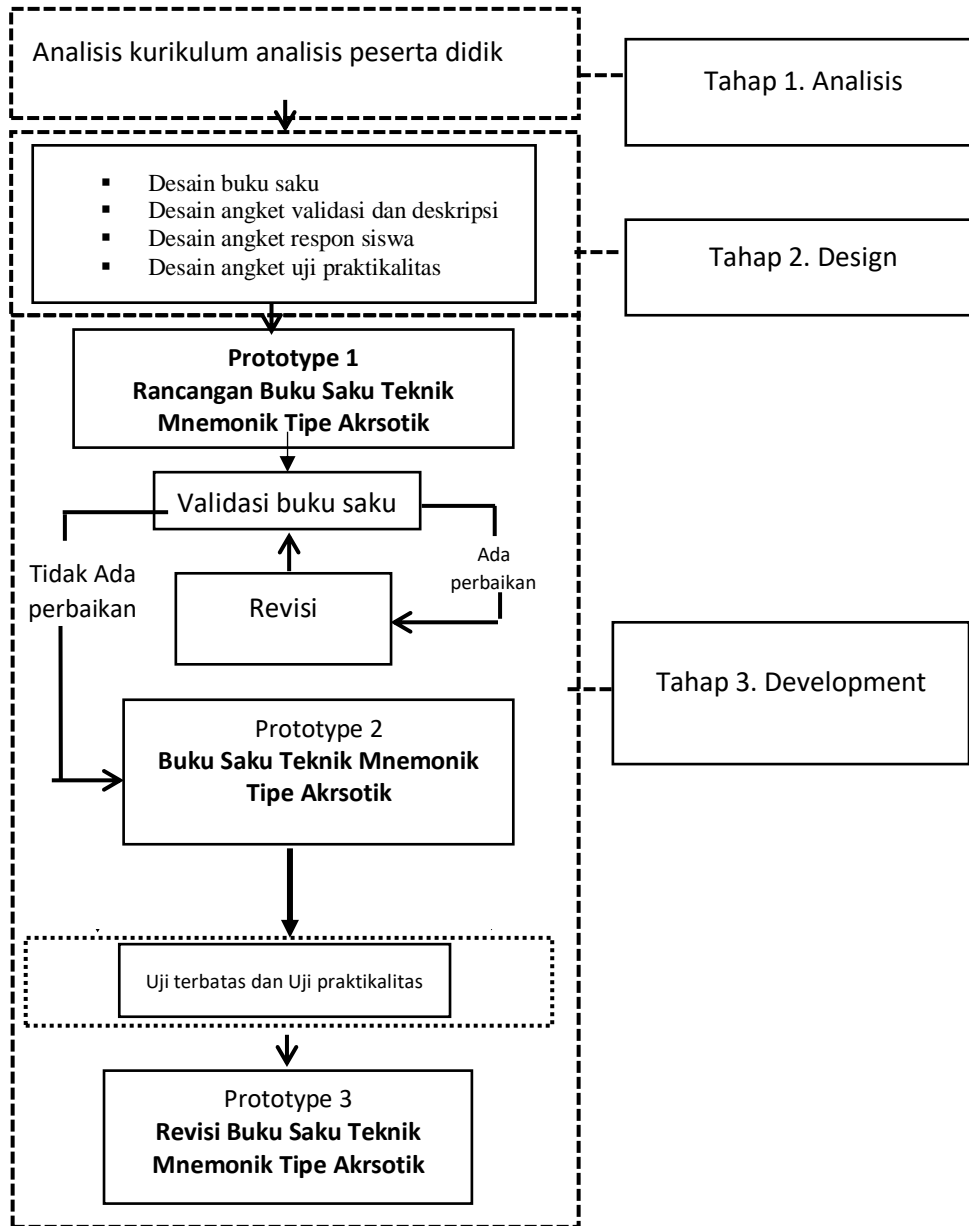 Analisis kurikulum analisis peserta didik
Tahap 1. Analisis
▪ Desain buku saku
▪ Desain angket validasi dan deskripsi
▪ Desain angket respon siswa
▪ Desain angket uji praktikalitas
Tahap 2. Design
Prototype 1
Rancangan Buku Saku Teknik
Mnemonik Tipe Akrsotik
Validasi buku saku
Tidak Ada
perbaikan
Ada
perbaikan
Revisi
Tahap 3. Development
Prototype 2
Buku Saku Teknik Mnemonik
Tipe Akrsotik
Uji terbatas dan Uji praktikalitas
Prototype 3
Revisi Buku Saku Teknik
Mnemonik Tipe Akrsotik